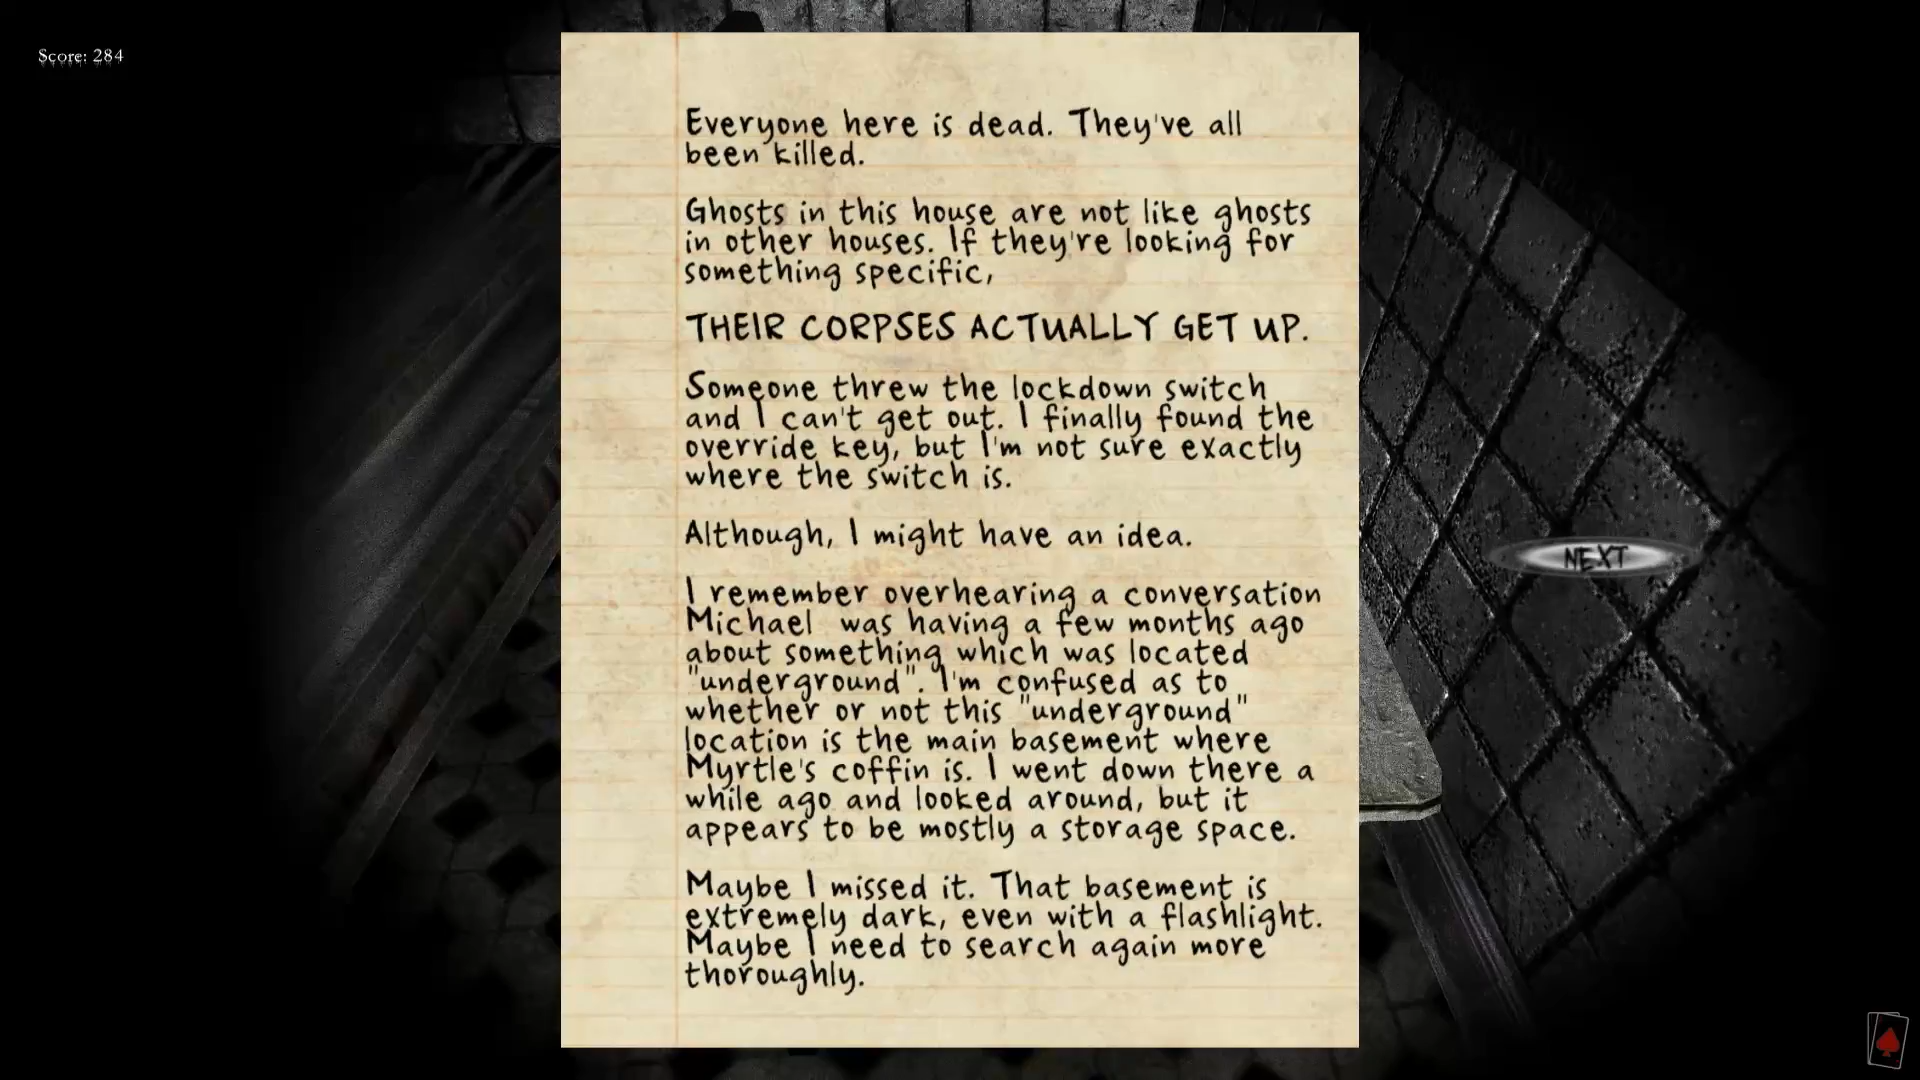 Score: 284
Everyone here is dead. They've all
been killed.
Ghosts in this house are not like ghosts
in other houses. If they're looking for
something specific,
THEIR CORPSES ACTUALLY GET UP.
Someone threw the lockdown switch
and I can't get out. I finally found the
override key, but I'm not sure exactly
where the switch is.
Although, I might have an idea.
I remember overhearing a conversation
Michael  was having a few months ago
about something which was located
"underground". I'm confused as to
whether or not this "underground"
location is the main basement where
Myrtle's coffin is. I went down there a
while ago and looked around, but it
appears to be mostly a storage space.
Maybe I missed it. That basement is
extremely dark, even with a flashlight.
Maybe I need to search again more
thoroughly.
NEXT